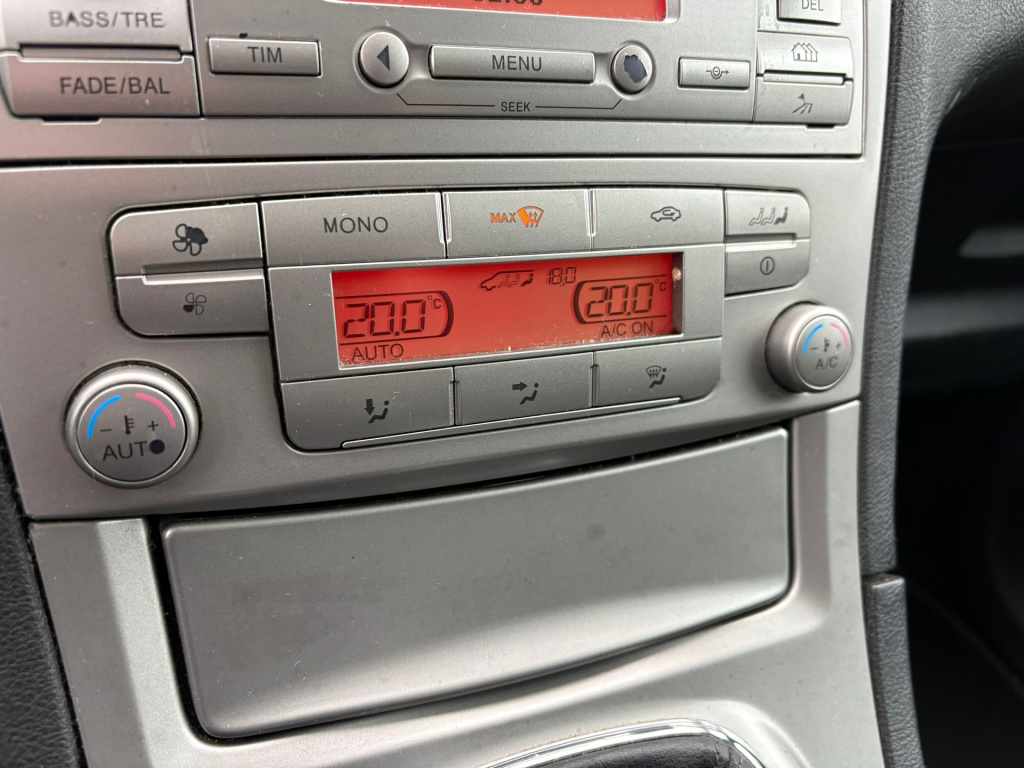 BASS/TRE
DEL
TIM
MENU
FADE/BAL
SEEK
MONO
MAX
18.0
20.0°C
20.0°C
AUTO
A/C ON
- +
A/C
- +
AUTO